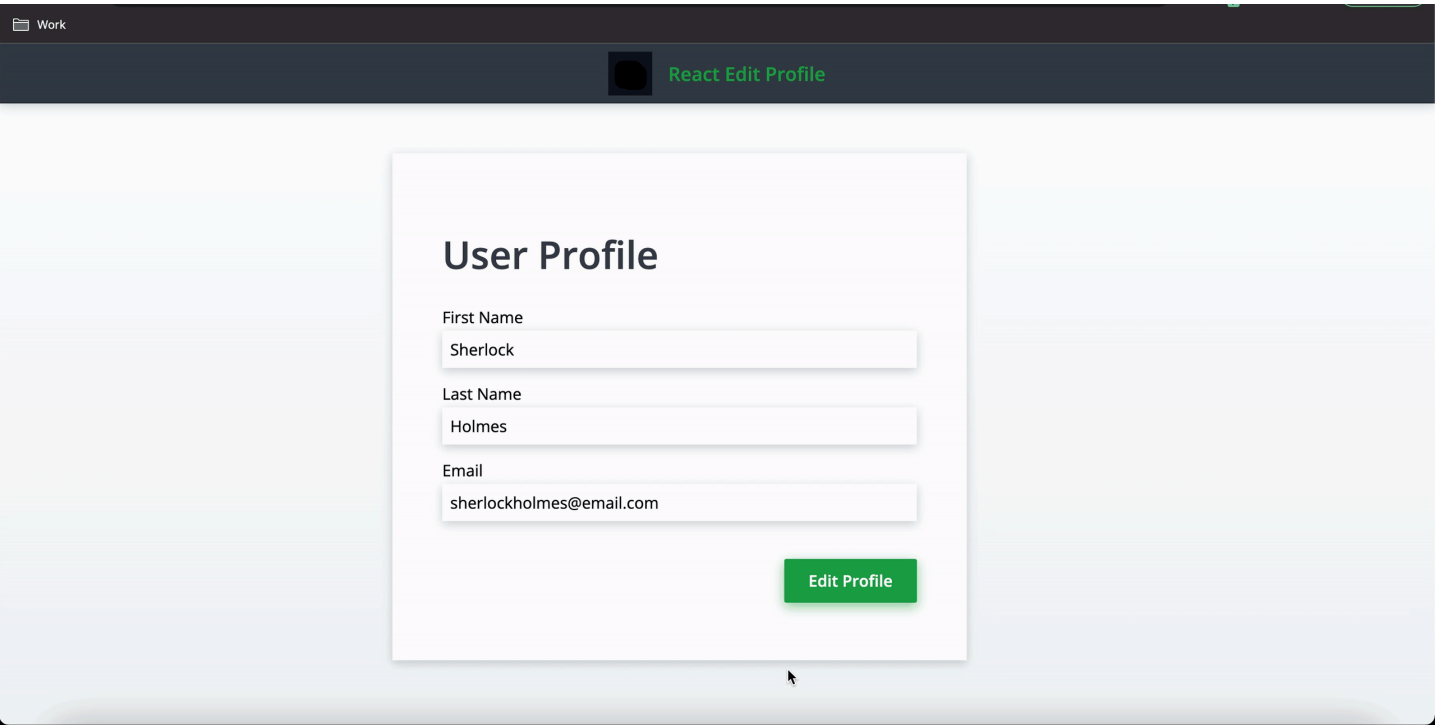 Work
React Edit Profile
User Profile
First Name
Sherlock
Last Name
Holmes
Email
sherlockholmes@email.com
Edit Profile